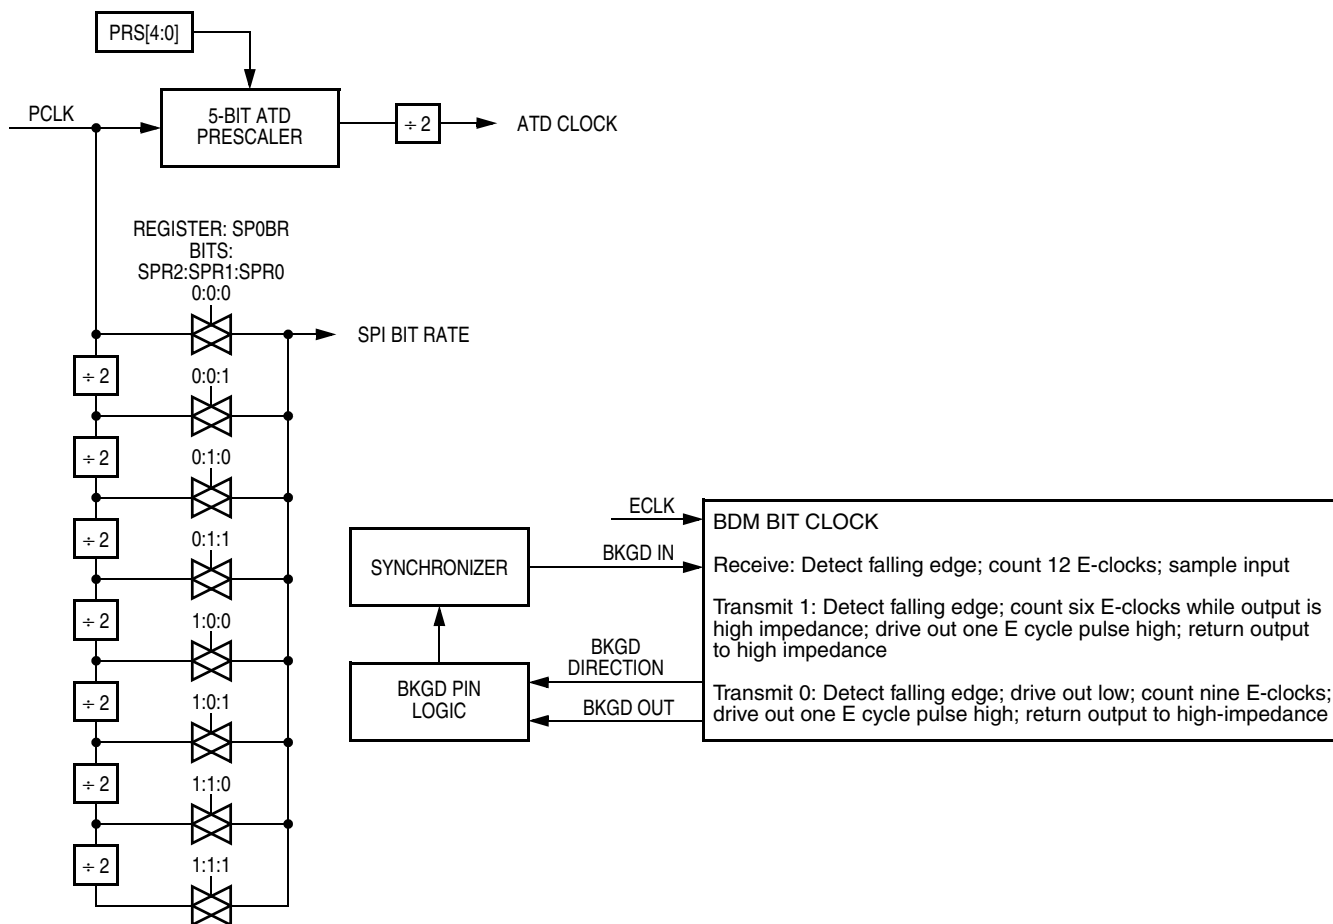 PRS[4:0]
PCLK
5-BIT ATD
PRESCALER
÷ 2
ATD CLOCK
REGISTER: SP0BR
BITS:
SPR2:SPR1:SPR0
0:0:0
SPI BIT RATE
÷ 2
0:0:1
÷ 2
0:1:0
÷ 2
0:1:1
÷ 2
1:0:0
÷ 2
1:0:1
÷ 2
1:1:0
÷ 2
1:1:1
SYNCHRONIZER
BKGD PIN
LOGIC
ECLK
BKGD IN
BKGD
DIRECTION
BKGD OUT
BDM BIT CLOCK
Receive: Detect falling edge; count 12 E-clocks; sample input
Transmit 1: Detect falling edge; count six E-clocks while output is
high impedance; drive out one E cycle pulse high; return output
to high impedance
Transmit 0: Detect falling edge; drive out low; count nine E-clocks;
drive out one E cycle pulse high; return output to high-impedance